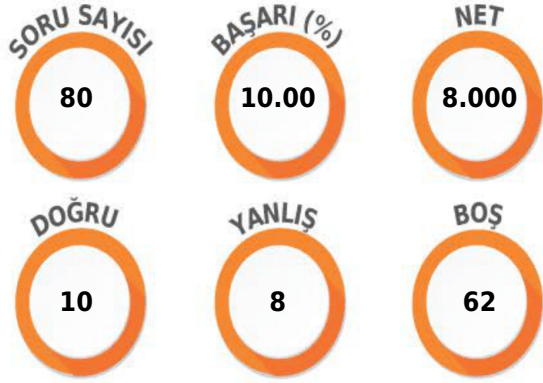 SORU SAYISI
80
BAŞARI (%)
10.00
NET
8.000
DOĞRU
10
YANLIŞ
8
BOŞ
62